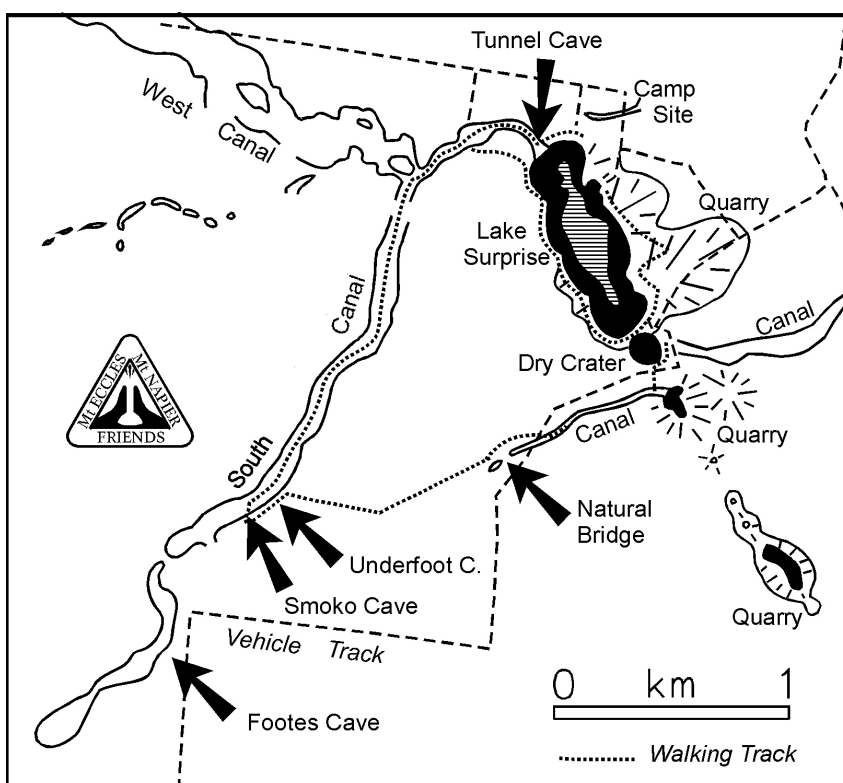 Tunnel Cave
Camp
Site
West
Canal
Quarry
Lake
Surprise
Canal
Canal
Dry Crater
Mt ECCLES
Mt NAPIER
FRIENDS
Canal
Quarry
South
Natural
Bridge
Underfoot C.
Smoko Cave
Quarry
Vehicle Track
0 km 1
Footes Cave
Walking Track